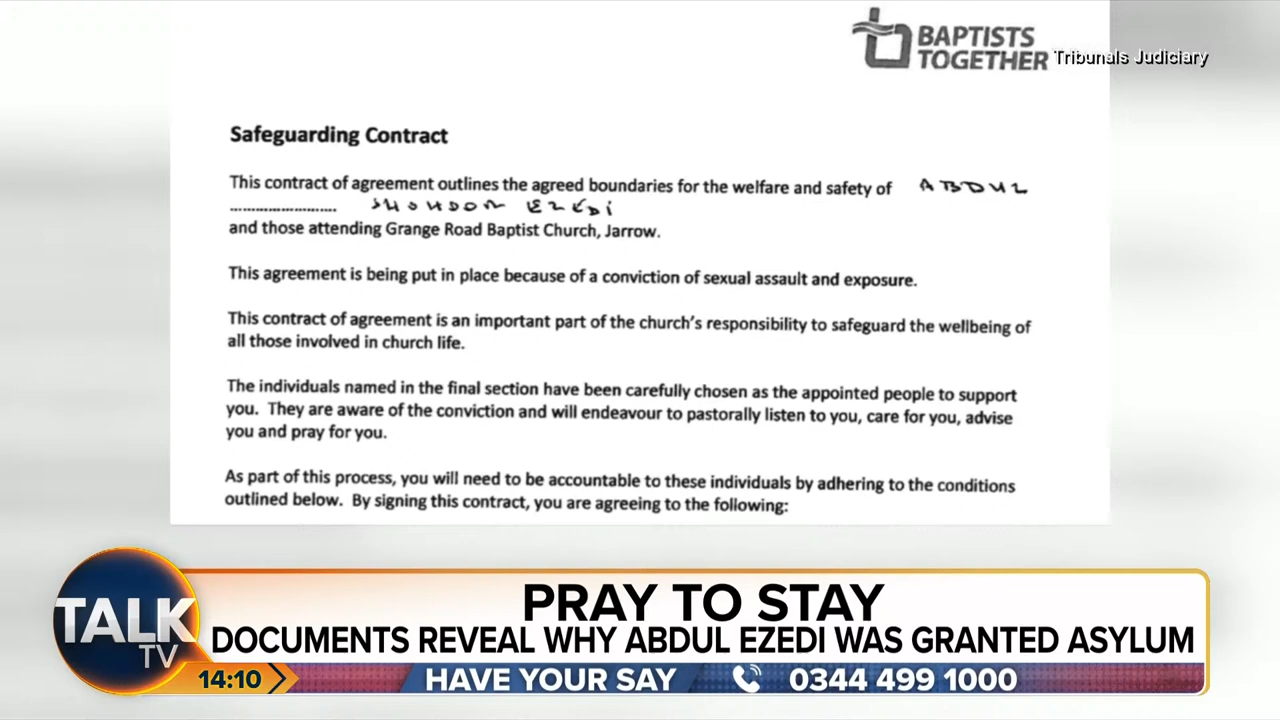 BAPTISTS
TOGETHER
Tribunals Judiciary
Safeguarding Contract
This contract of agreement outlines the agreed boundaries for the welfare and safety of ABDUL
........................ EZEDI
and those attending Grange Road Baptist Church, Jarrow.
This agreement is being put in place because of a conviction of sexual assault and exposure.
This contract of agreement is an important part of the church's responsibility to safeguard the wellbeing of
all those involved in church life.
The individuals named in the final section have been carefully chosen as the appointed people to support
you. They are aware of the conviction and will endeavour to pastorally listen to you, care for you, advise
you and pray for you.
As part of this process, you will need to be accountable to these individuals by adhering to the conditions
outlined below. By signing this contract, you are agreeing to the following:
PRAY TO STAY
DOCUMENTS REVEAL WHY ABDUL EZEDI WAS GRANTED ASYLUM
TALK
TV
14:10
HAVE YOUR SAY
0344 499 1000